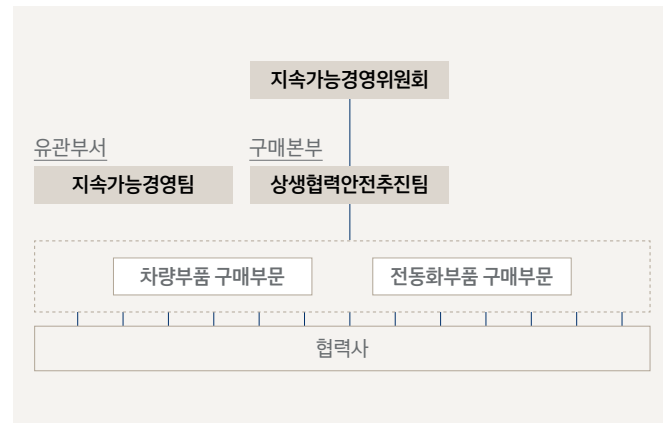 지속가능경영위원회
유관부서
구매본부
지속가능경영팀
상생협력안전추진팀
차량부품 구매부문
전동화부품 구매부문
협력사